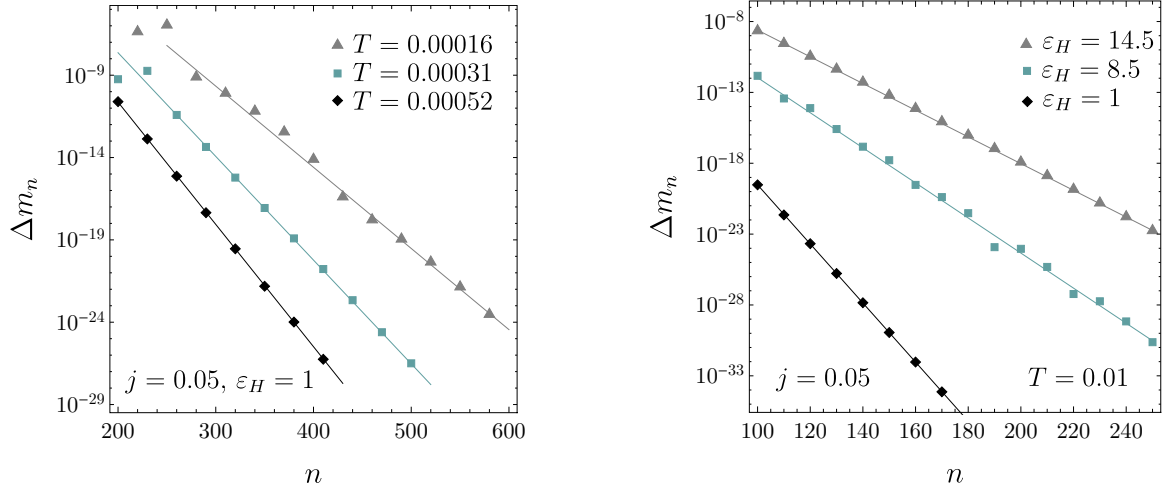 T = 0.00016
T = 0.00031
T = 0.00052
10^{-9}
10^{-14}
10^{-19}
10^{-24}
10^{-29}
Δm_n
j = 0.05, ε_H = 1
200 300 400 500 600
n
ε_H = 14.5
ε_H = 8.5
ε_H = 1
10^{-8}
10^{-13}
10^{-18}
10^{-23}
10^{-28}
10^{-33}
Δm_n
j = 0.05 T = 0.01
100 120 140 160 180 200 220 240
n